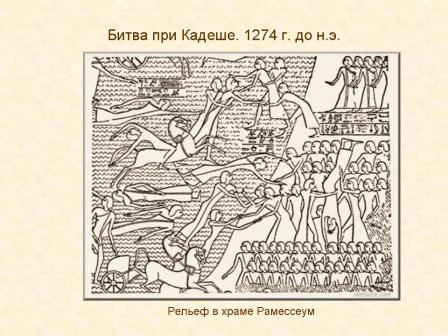 Битва при Кадеше. 1274 г. до н.э.
Рельеф в храме Рамессеум